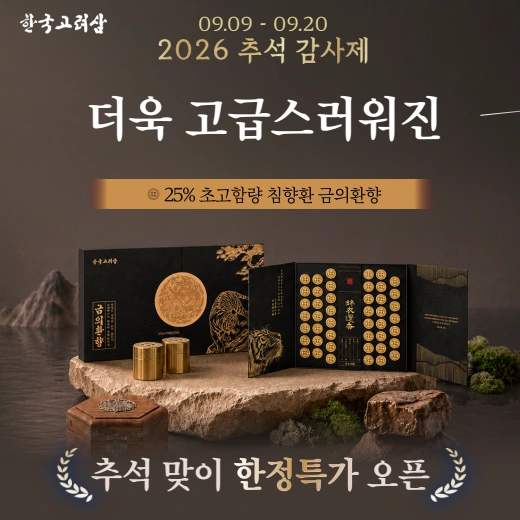 한국고려삼
09.09 - 09.20
2026 추석 감사제
더욱 고급스러워진
25% 초고함량 침향환 금의환향
한국고려삼
금의환향
추석 맞이 한정특가 오픈